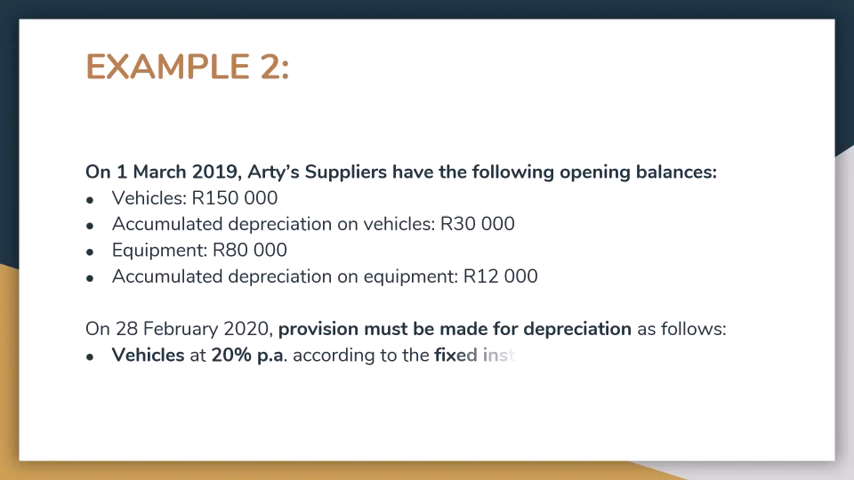 EXAMPLE 2:
On 1 March 2019, Arty’s Suppliers have the following opening balances:
● Vehicles: R150 000
● Accumulated depreciation on vehicles: R30 000
● Equipment: R80 000
● Accumulated depreciation on equipment: R12 000
On 28 February 2020, provision must be made for depreciation as follows:
● Vehicles at 20% p.a. according to the fixed inst